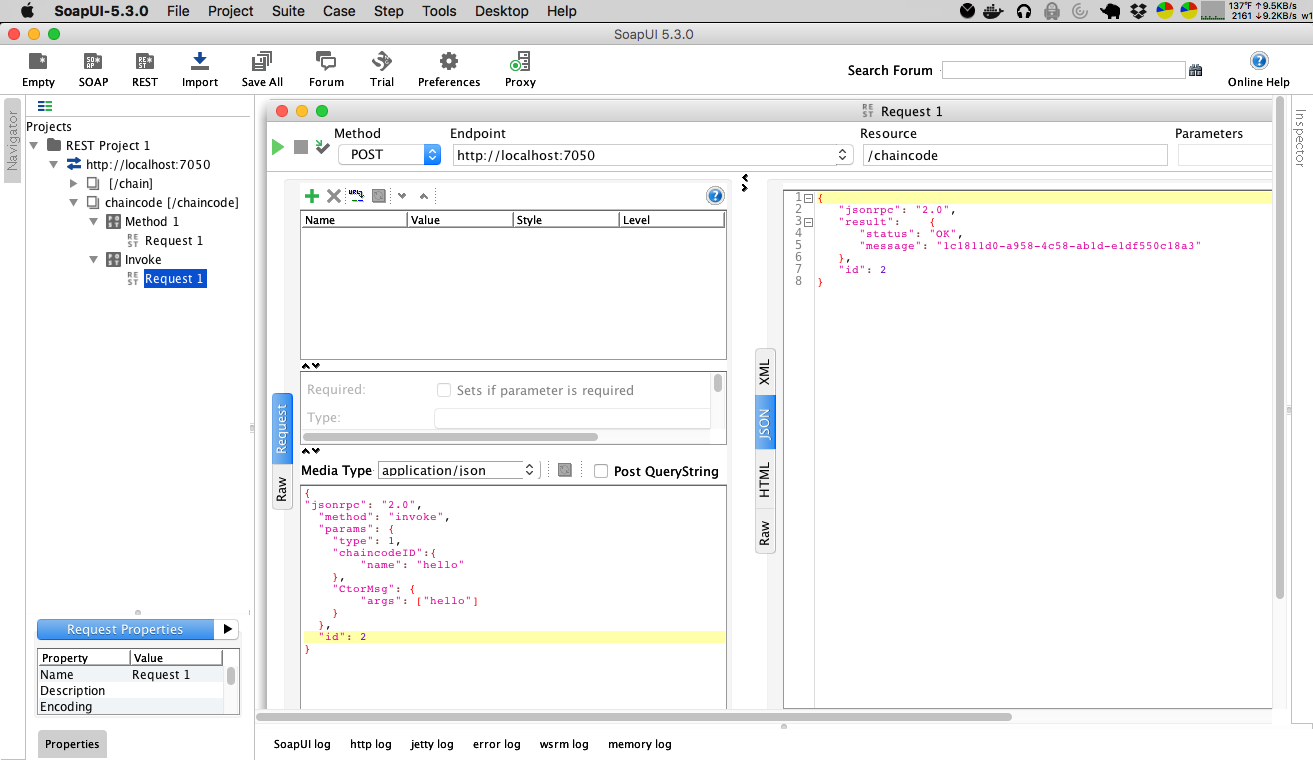 SoapUI-5.3.0 File Project Suite Case Step Tools Desktop Help
137°F ↑9.5KB/s
2161 ↓9.2KB/s w1
SoapUI 5.3.0
Empty SOAP REST Import Save All Forum Trial Preferences Proxy
Search Forum
Online Help
Navigator
Projects
REST Project 1
http://localhost:7050
[/chain]
chaincode [/chaincode]
Method 1
Request 1
Invoke
Request 1
Request Properties
Property Value
Name Request 1
Description
Encoding
Properties
REST Request 1
Method Endpoint Resource Parameters
POST http://localhost:7050 /chaincode
Name Value Style Level
Required: Sets if parameter is required
Type:
Request
Raw
Media Type application/json Post QueryString
{
"jsonrpc": "2.0",
"method": "invoke",
"params": {
"type": 1,
"chaincodeID":{
"name": "hello"
},
"CtorMsg": {
"args": ["hello"]
}
},
"id": 2
}
XML
JSON
HTML
Raw
1 {
2 "jsonrpc": "2.0",
3 "result": {
4 "status": "OK",
5 "message": "1c1811d0-a958-4c58-ab1d-e1df550c18a3"
6 },
7 "id": 2
8 }
Inspector
SoapUI log http log jetty log error log wsrm log memory log